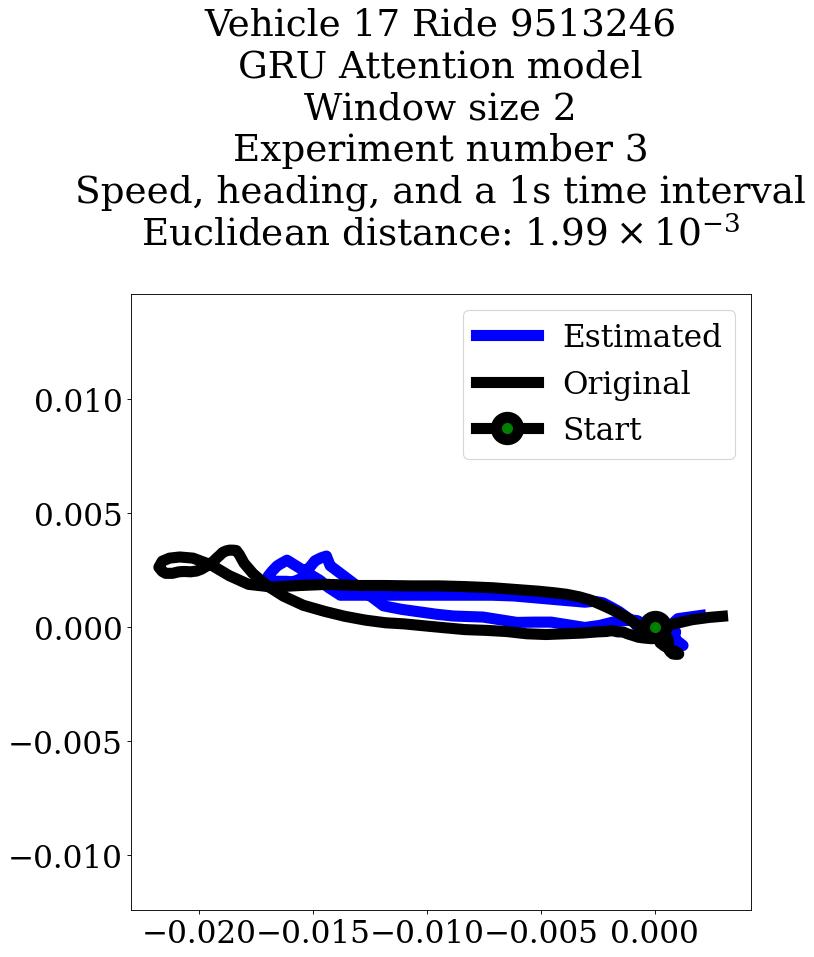 Vehicle 17 Ride 9513246
GRU Attention model
Window size 2
Experiment number 3
Speed, heading, and a 1s time interval
Euclidean distance: 1.99 × 10⁻³
Estimated
Original
Start
0.010
0.005
0.000
−0.005
−0.010
−0.020 −0.015 −0.010 −0.005 0.000